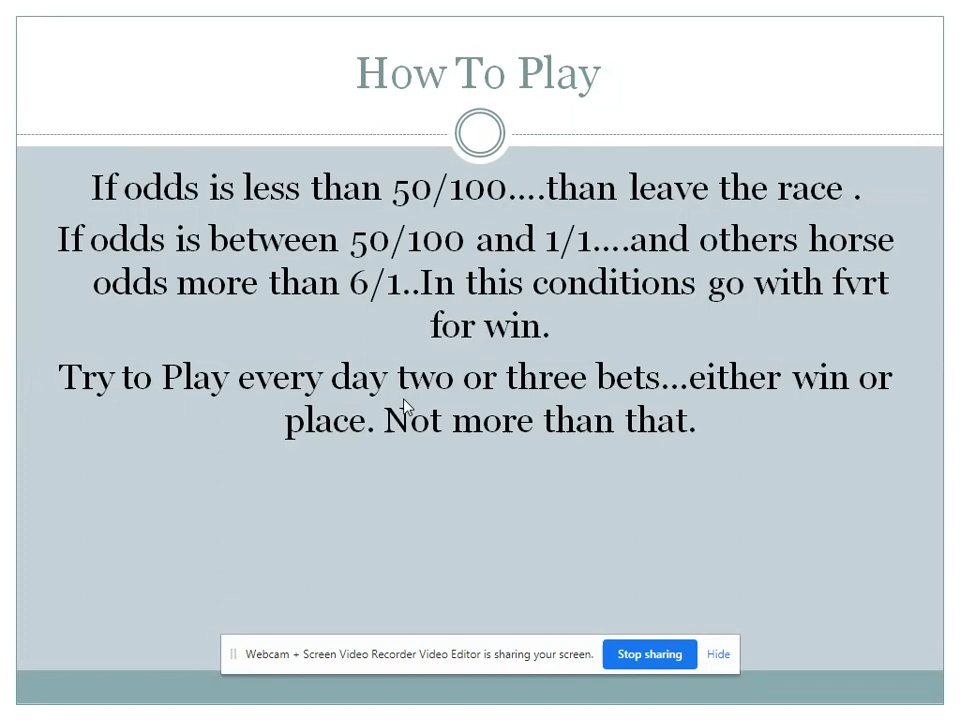 How To Play
If odds is less than 50/100....than leave the race .
If odds is between 50/100 and 1/1....and others horse
odds more than 6/1..In this conditions go with fvrt
for win.
Try to Play every day two or three bets...either win or
place. Not more than that.
Webcam + Screen Video Recorder Video Editor is sharing your screen. Stop sharing Hide